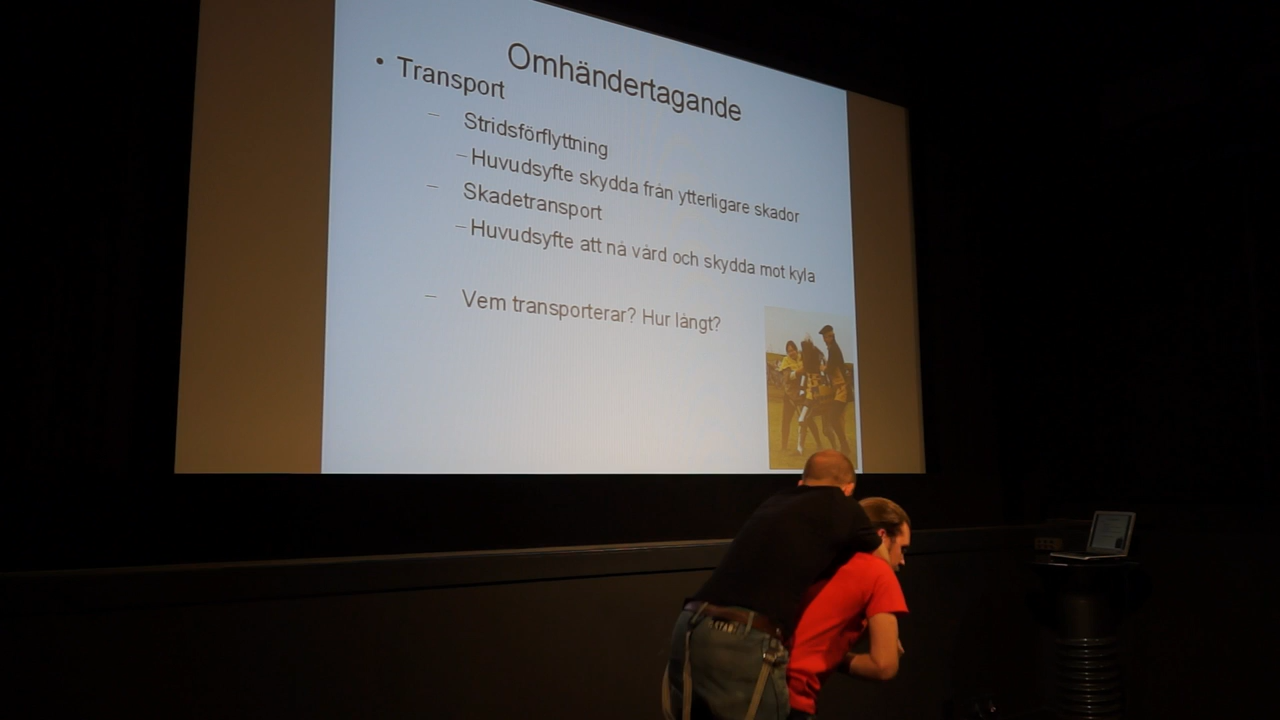 Omhändertagande
• Transport
– Stridsförflyttning
– Huvudsyfte skydda från ytterligare skador
– Skadetransport
– Huvudsyfte att nå vård och skydda mot kyla
– Vem transporterar? Hur långt?